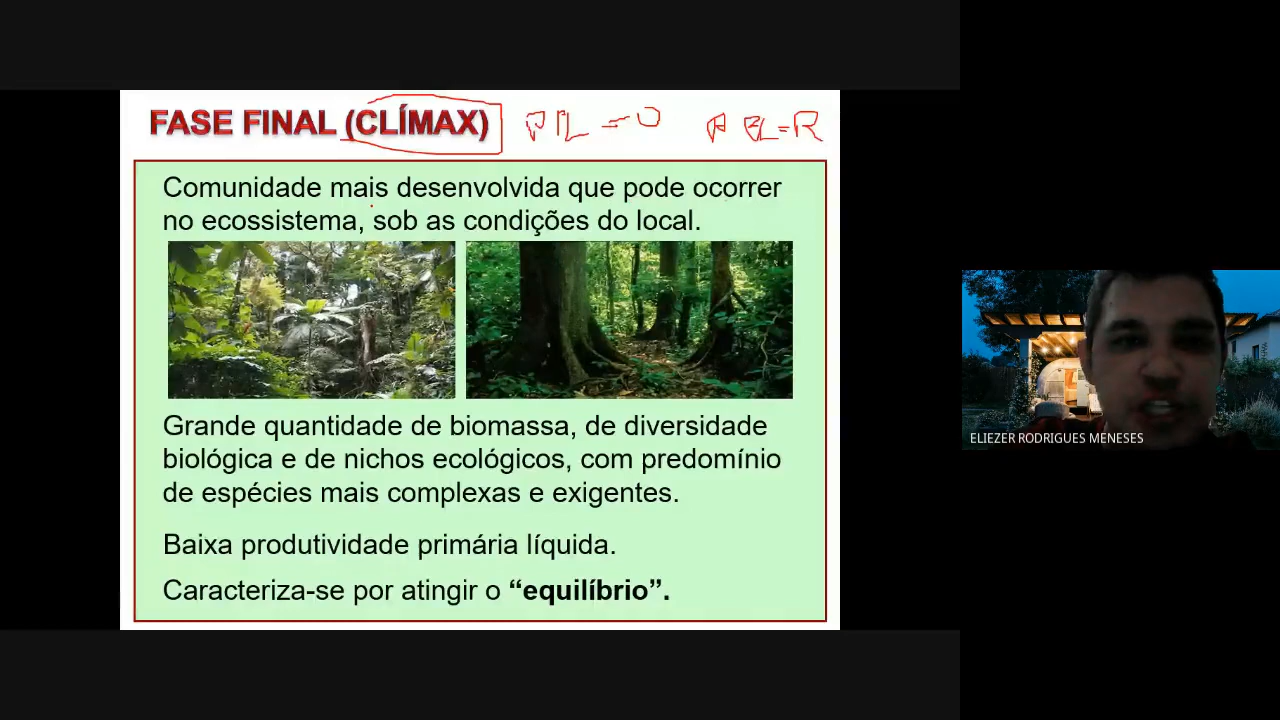 FASE FINAL (CLÍMAX) PIL = 0
Comunidade mais desenvolvida que pode ocorrer
no ecossistema, sob as condições do local.
Grande quantidade de biomassa, de diversidade
biológica e de nichos ecológicos, com predomínio
de espécies mais complexas e exigentes.
Baixa produtividade primária líquida.
Caracteriza-se por atingir o “equilíbrio”.
ELIEZER RODRIGUES MENESES